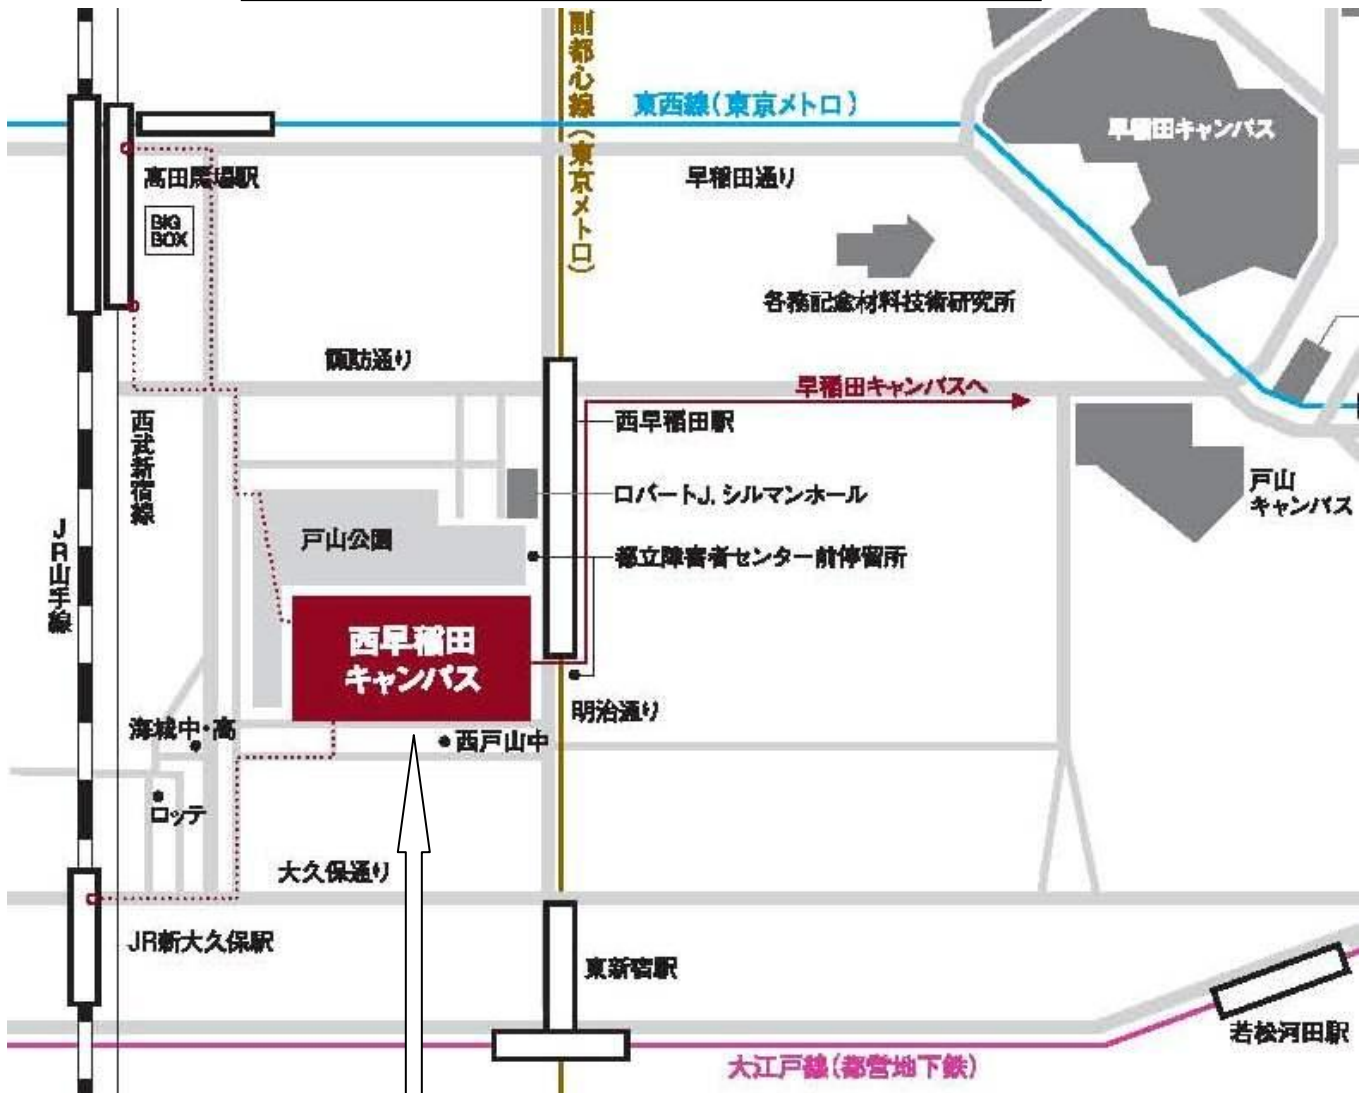 副都心線(東京メトロ)
東西線(東京メトロ)
早稲田キャンパス
高田馬場駅
早稲田通り
BIG
BOX
各務記念材料技術研究所
諏訪通り
早稲田キャンパスへ
西武新宿線
西早稲田駅
戸山
キャンパス
ロバートJ.シルマンホール
JR山手線
戸山公園
都立障害者センター前停留所
西早稲田
キャンパス
明治通り
海城中・高
西戸山中
ロッテ
大久保通り
JR新大久保駅
東新宿駅
若松河田駅
大江戸線(都営地下鉄)